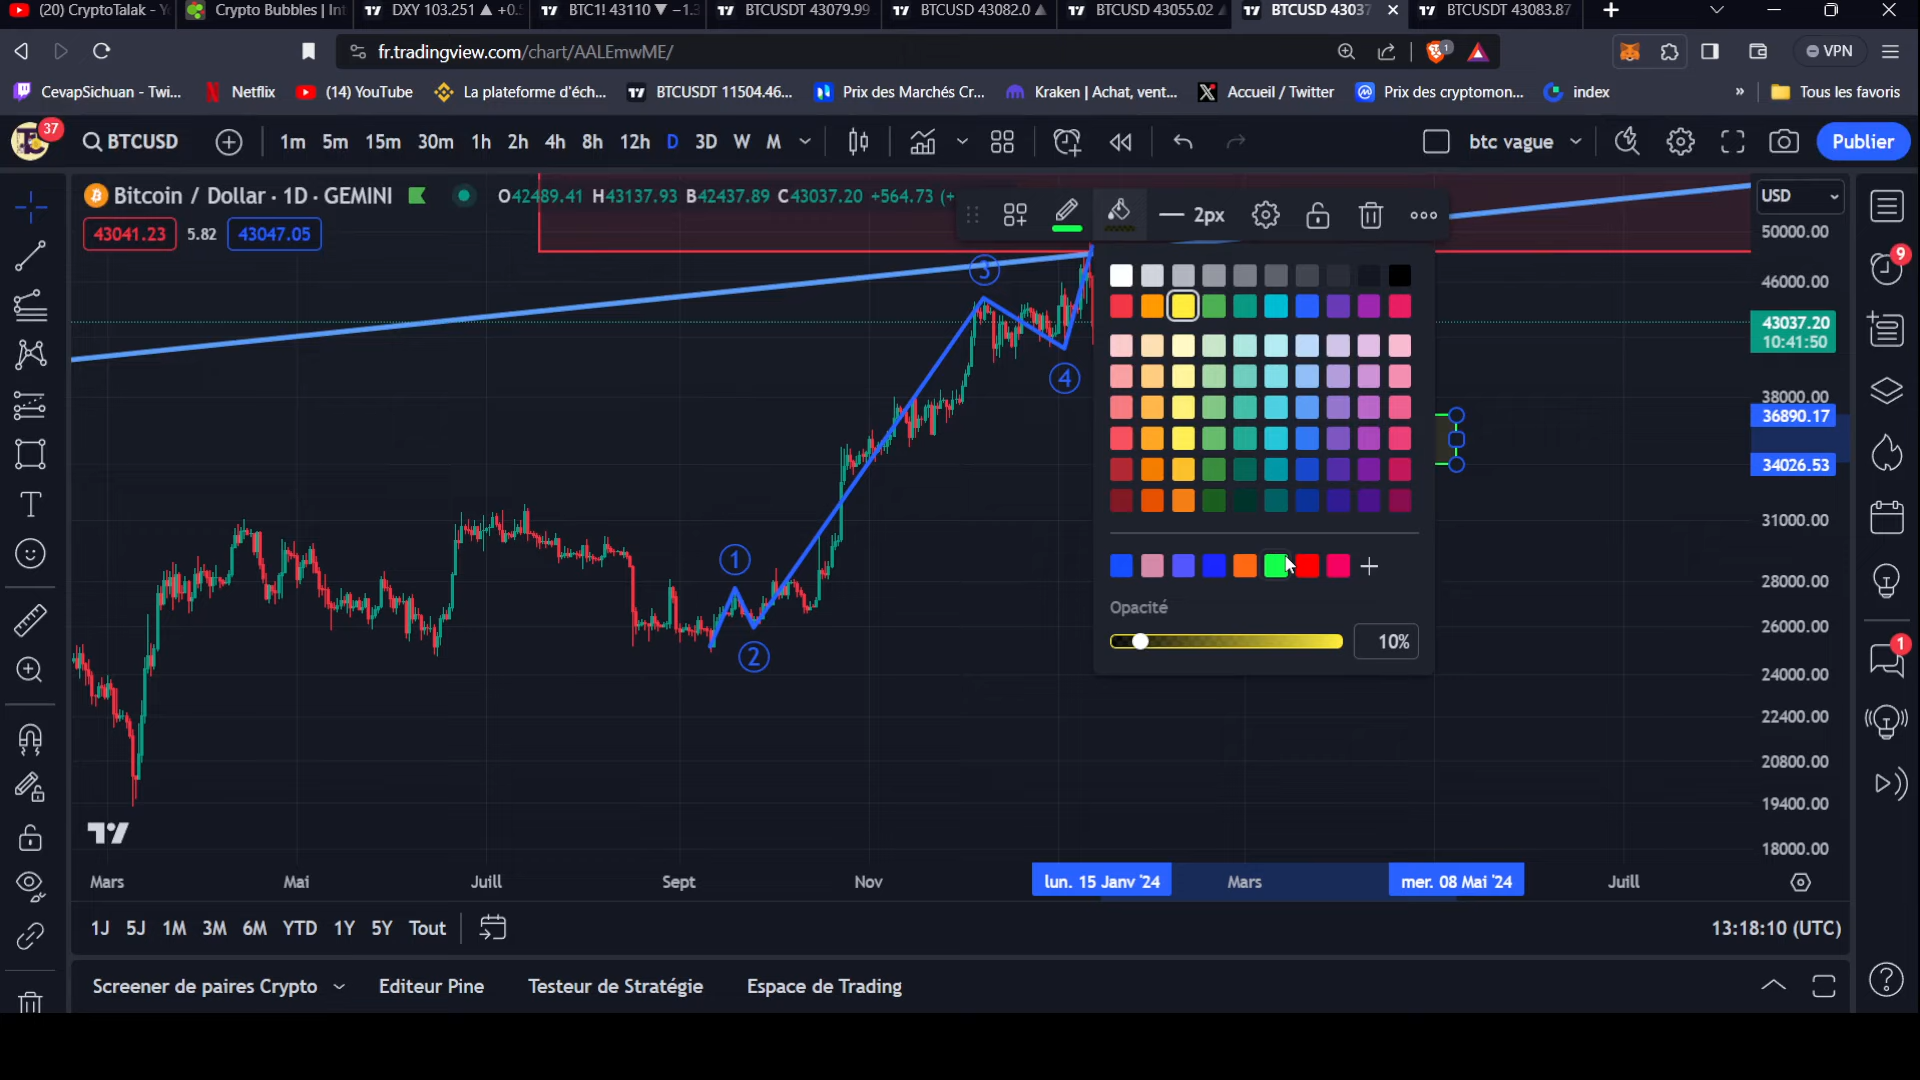 (20) CryptoTalak - Y
Crypto Bubbles | Int
DXY 103.251 ▲ +0.
BTC1! 43110 ▼ −1.3
BTCUSDT 43079.99
BTCUSD 43082.0 ▲
BTCUSD 43055.02
BTCUSD 43037
BTCUSDT 43083.87
fr.tradingview.com/chart/AALEmwME/
1
VPN
CevapSichuan - Twi...
Netflix
(14) YouTube
La plateforme d'éch...
BTCUSDT 11504.46...
Prix des Marchés Cr...
Kraken | Achat, vent...
Accueil / Twitter
Prix des cryptomon...
index
»
Tous les favoris
37
BTCUSD
1m 5m 15m 30m 1h 2h 4h 8h 12h D 3D W M
btc vague
Publier
Bitcoin / Dollar · 1D · GEMINI
O42489.41 H43137.93 B42437.89 C43037.20 +564.73 (+
2px
USD
43041.23 5.82 43047.05
50000.00
9
46000.00
43037.20
10:41:50
38000.00
36890.17
34026.53
31000.00
28000.00
26000.00
24000.00
22400.00
20800.00
19400.00
18000.00
3
4
1
2
Opacité
10%
1
Mars Mai Juill Sept Nov lun. 15 Janv '24 Mars mer. 08 Mai '24 Juill
1J 5J 1M 3M 6M YTD 1Y 5Y Tout
13:18:10 (UTC)
Screener de paires Crypto
Editeur Pine
Testeur de Stratégie
Espace de Trading